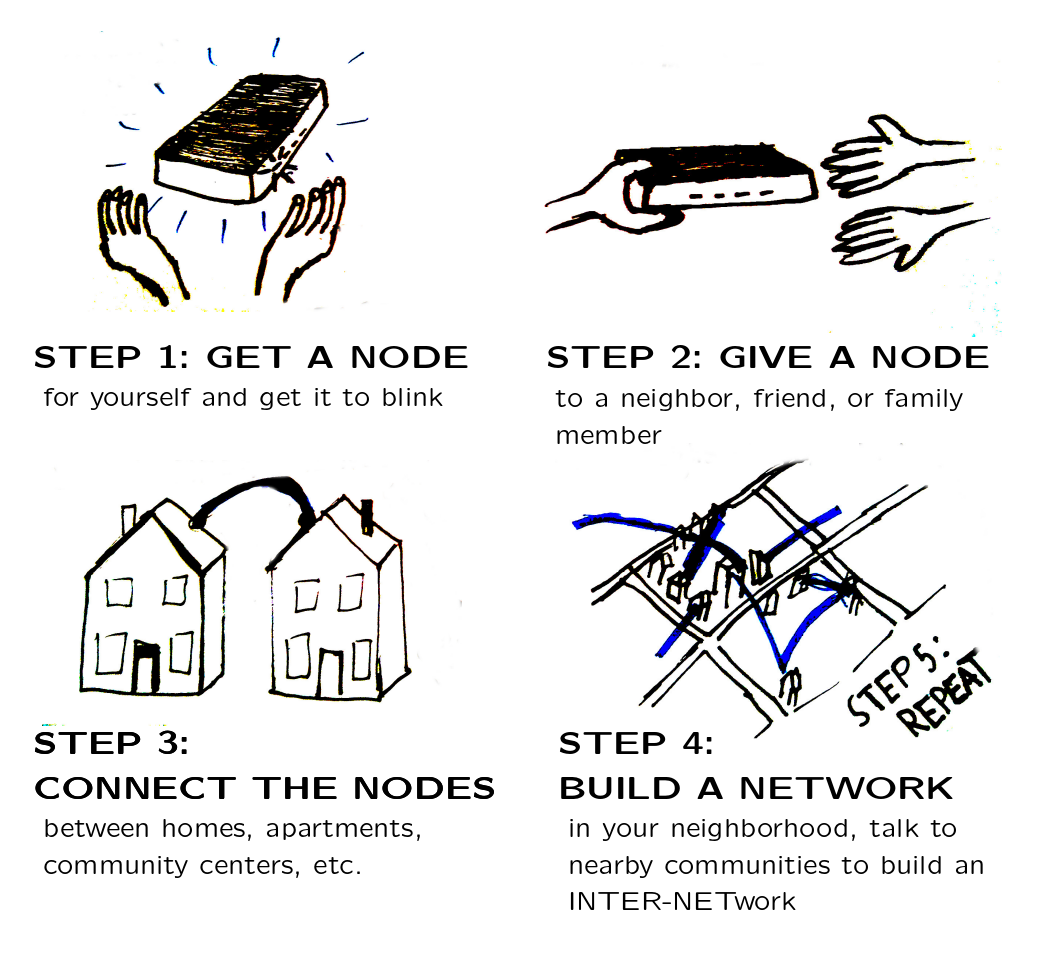 STEP 1: GET A NODE
for yourself and get it to blink
STEP 2: GIVE A NODE
to a neighbor, friend, or family
member
STEP 3:
CONNECT THE NODES
between homes, apartments,
community centers, etc.
STEP 4:
BUILD A NETWORK
in your neighborhood, talk to
nearby communities to build an
INTER-NETwork
STEP 5:
REPEAT